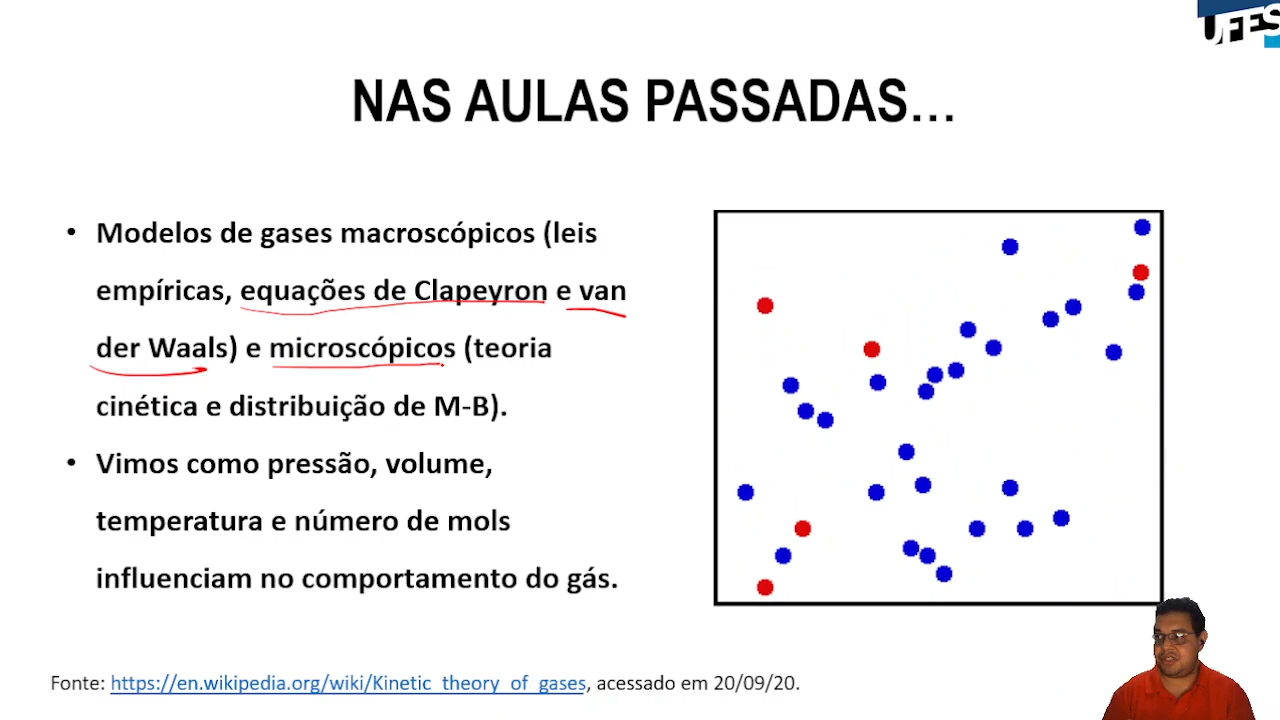 UFES
NAS AULAS PASSADAS...
• Modelos de gases macroscópicos (leis
empíricas, equações de Clapeyron e van
der Waals) e microscópicos (teoria
cinética e distribuição de M-B).
• Vimos como pressão, volume,
temperatura e número de mols
influenciam no comportamento do gás.
Fonte: https://en.wikipedia.org/wiki/Kinetic_theory_of_gases, acessado em 20/09/20.